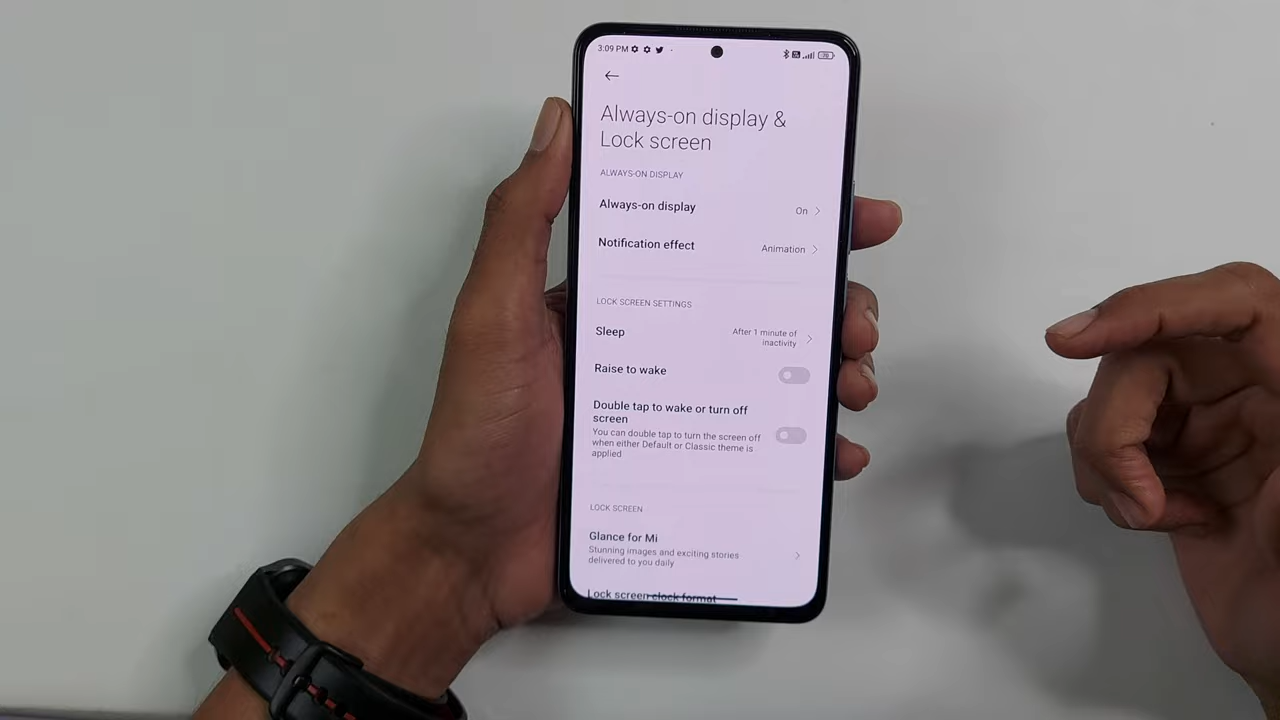 3:09 PM
Always-on display &
Lock screen
ALWAYS-ON DISPLAY
Always-on display
On
Notification effect
Animation
LOCK SCREEN SETTINGS
Sleep
After 1 minute of
inactivity
Raise to wake
Double tap to wake or turn off
screen
You can double tap to turn the screen off
when either Default or Classic theme is
applied
LOCK SCREEN
Glance for Mi
Stunning images and exciting stories
delivered to you daily
Lock screen clock format